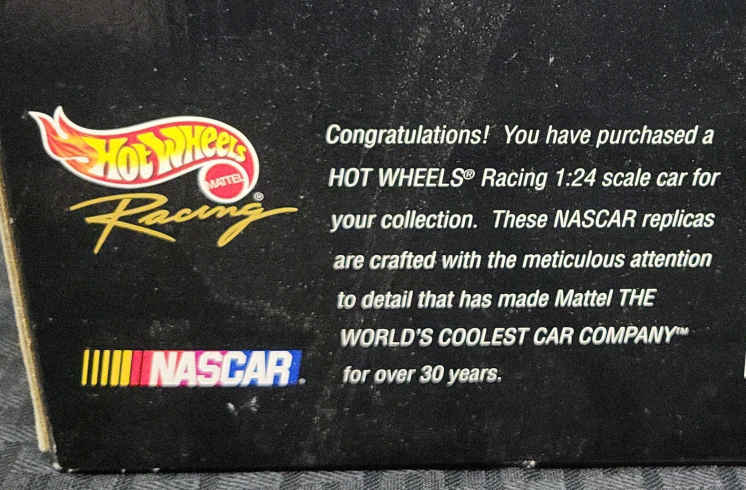 Hot Wheels
MATTEL
Racing®
NASCAR.
Congratulations! You have purchased a
HOT WHEELS® Racing 1:24 scale car for
your collection. These NASCAR replicas
are crafted with the meticulous attention
to detail that has made Mattel THE
WORLD'S COOLEST CAR COMPANY™
for over 30 years.